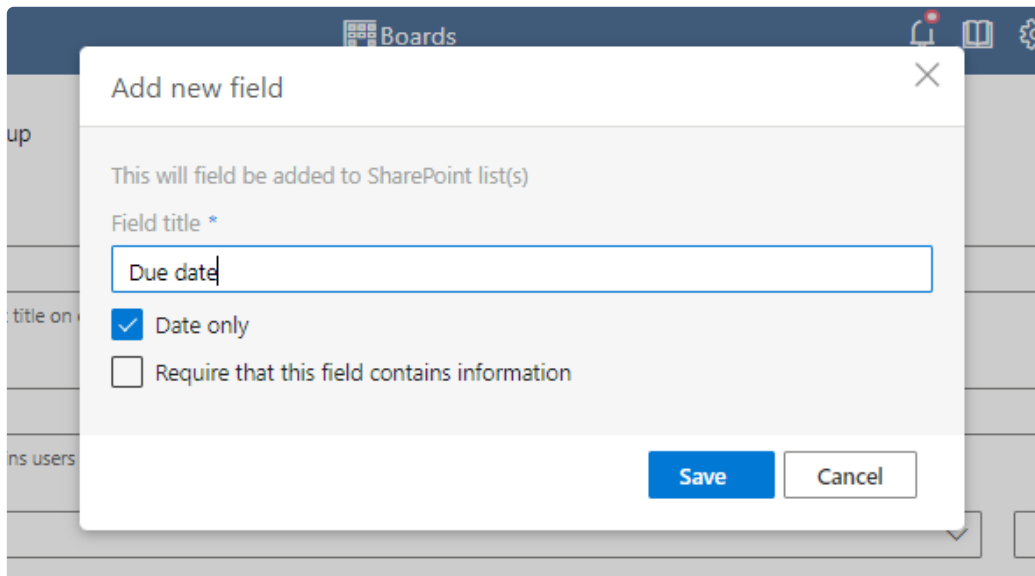 Boards
Add new field
up
This will field be added to SharePoint list(s)
Field title *
Due date
title on
Date only
Require that this field contains information
ns users
Save
Cancel